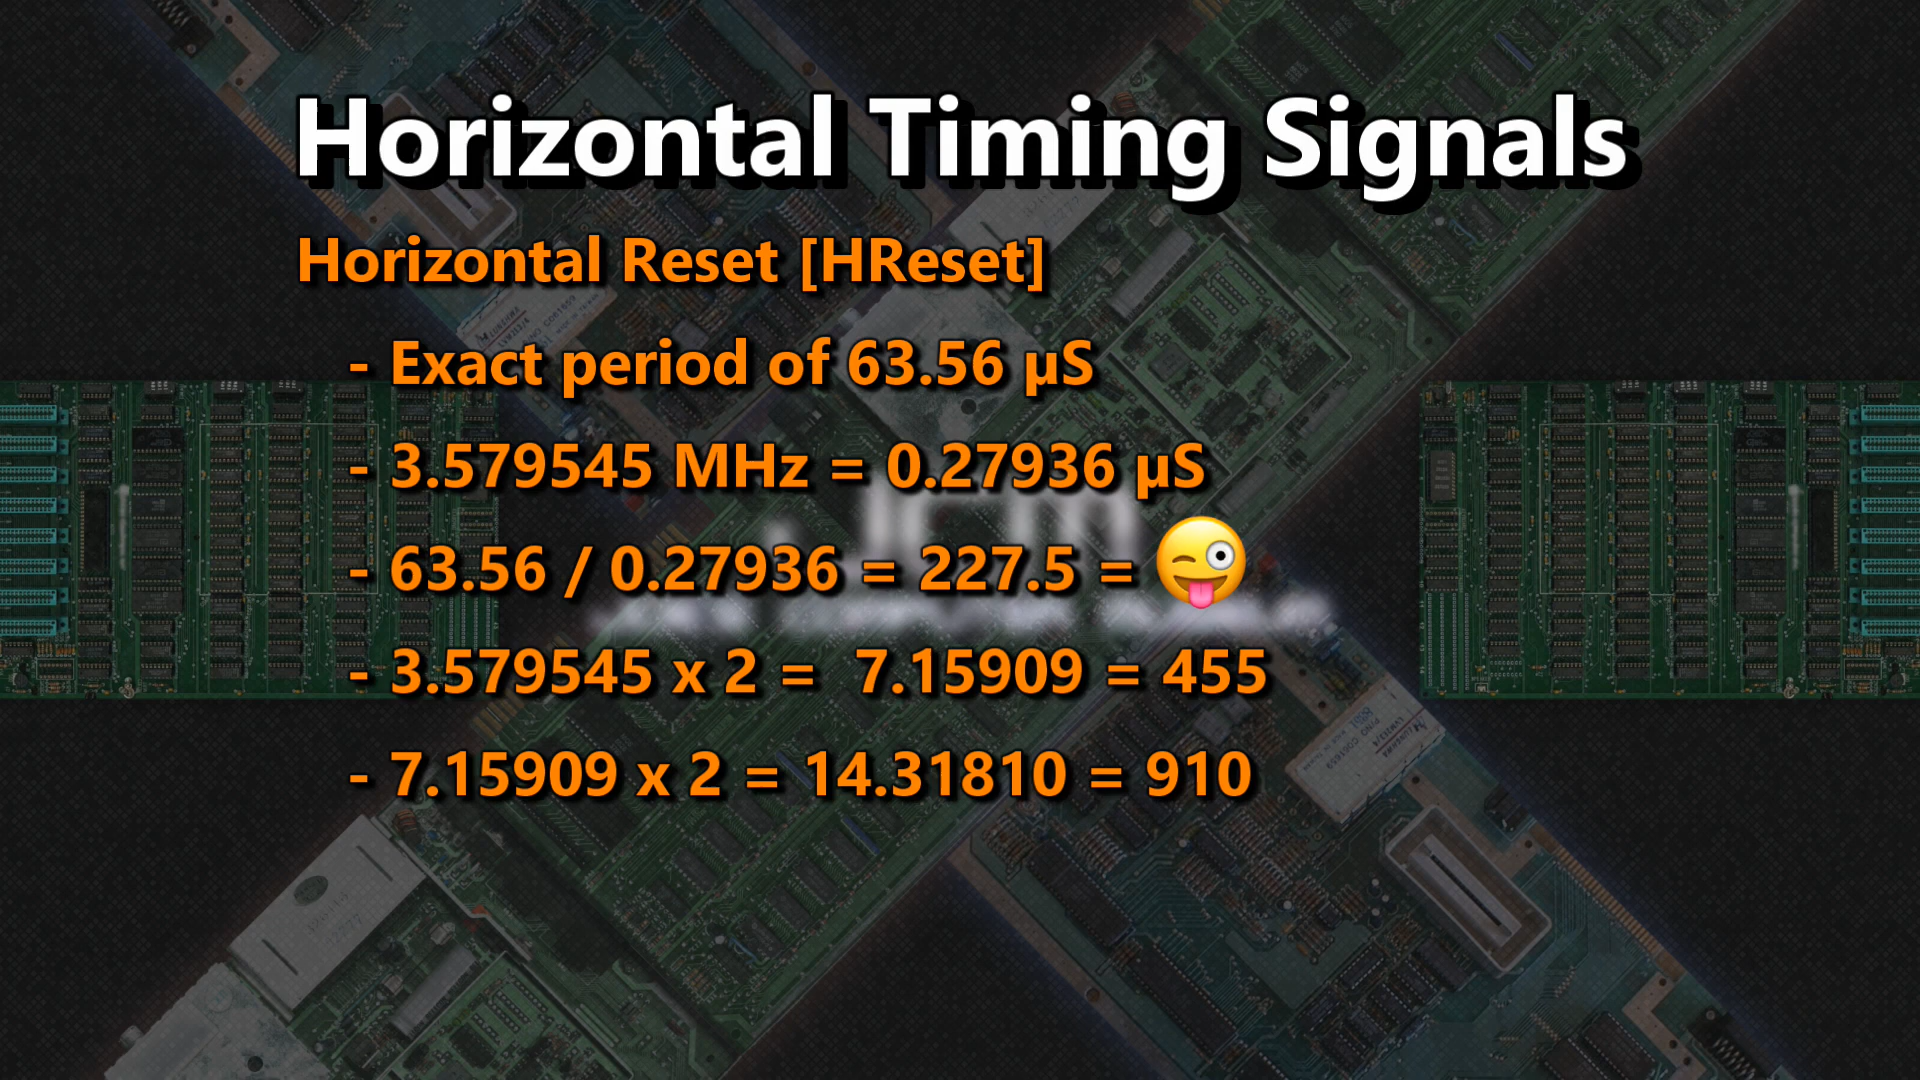 Horizontal Timing Signals
Horizontal Reset [HReset]
- Exact period of 63.56 µS
- 3.579545 MHz = 0.27936 µS
- 63.56 / 0.27936 = 227.5 = 😜
- 3.579545 x 2 =  7.15909 = 455
- 7.15909 x 2 = 14.31810 = 910